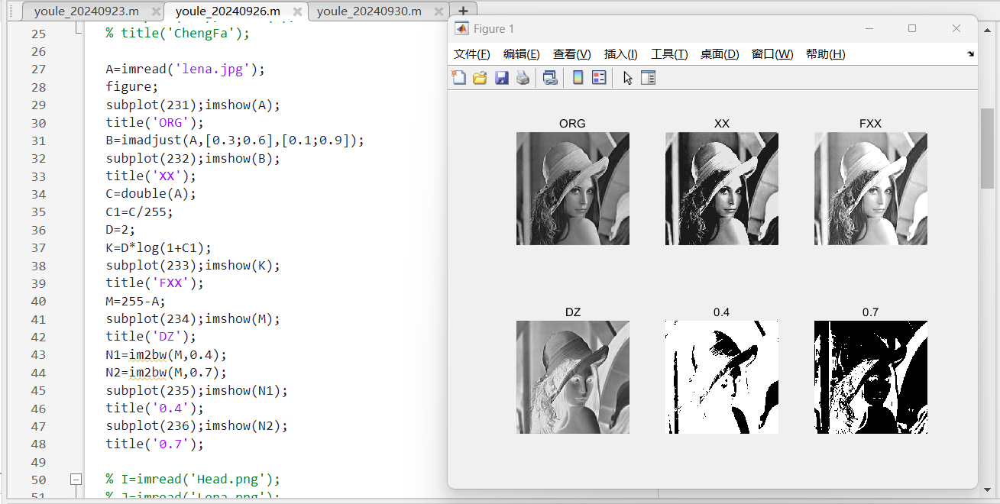 youle_20240923.m youle_20240926.m youle_20240930.m
25 % title('ChengFa');
26
27 A=imread('lena.jpg');
28 figure;
29 subplot(231);imshow(A);
30 title('ORG');
31 B=imadjust(A,[0.3;0.6],[0.1;0.9]);
32 subplot(232);imshow(B);
33 title('XX');
34 C=double(A);
35 C1=C/255;
36 D=2;
37 K=D*log(1+C1);
38 subplot(233);imshow(K);
39 title('FXX');
40 M=255-A;
41 subplot(234);imshow(M);
42 title('DZ');
43 N1=im2bw(M,0.4);
44 N2=im2bw(M,0.7);
45 subplot(235);imshow(N1);
46 title('0.4');
47 subplot(236);imshow(N2);
48 title('0.7');
49
50 % I=imread('Head.png');
51 % J=imread('Lena.png');
Figure 1
文件(F) 编辑(E) 查看(V) 插入(I) 工具(T) 桌面(D) 窗口(W) 帮助(H)
ORG XX FXX
DZ 0.4 0.7